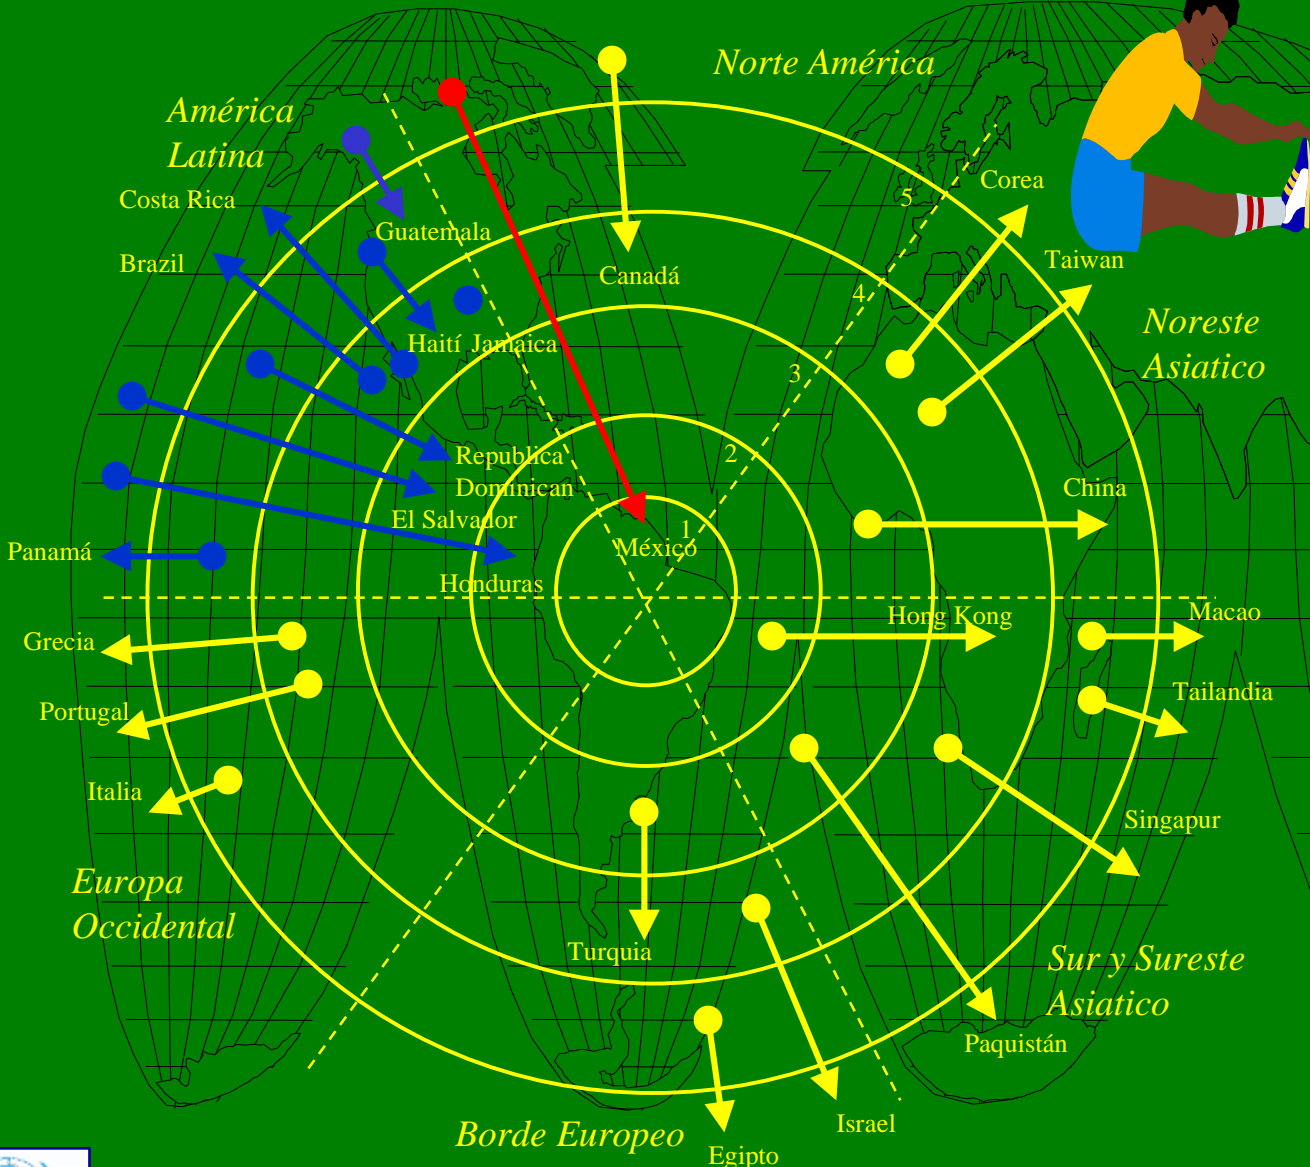 Norte América
América
Latina
Corea
Costa Rica
5
Guatemala
Taiwan
Brazil
Canadá
4
Noreste
Asiatico
Haití Jamaica
3
Republica
2
Dominican
China
El Salvador
1
México
Panamá
Honduras
Hong Kong
Macao
Grecia
Tailandia
Portugal
Italia
Singapur
Europa
Occidental
Turquia
Sur y Sureste
Asiatico
Paquistán
Israel
Borde Europeo
Egipto